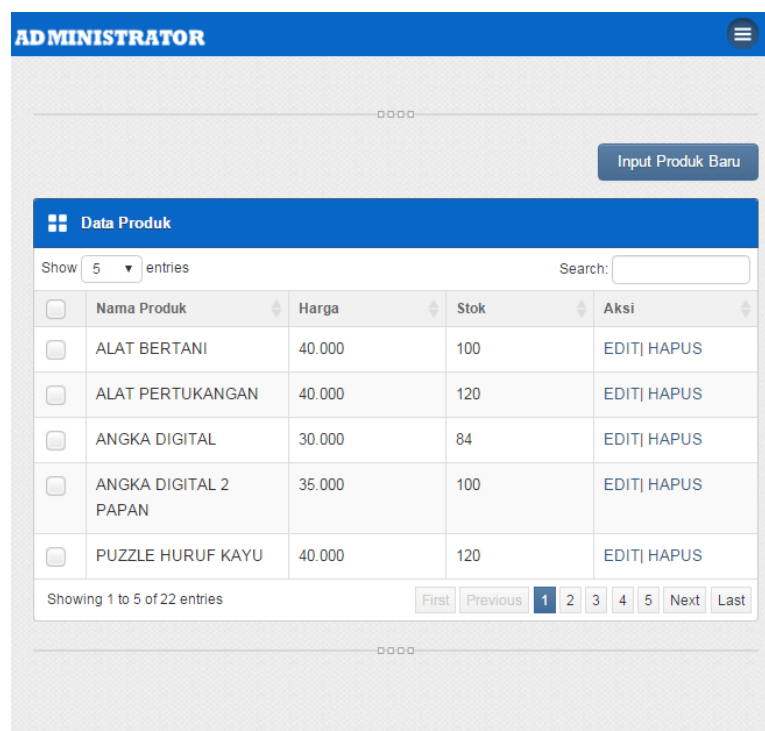 ADMINISTRATOR
Input Produk Baru
Data Produk
Show 5 entries Search:
Nama Produk Harga Stok Aksi
ALAT BERTANI 40.000 100 EDIT| HAPUS
ALAT PERTUKANGAN 40.000 120 EDIT| HAPUS
ANGKA DIGITAL 30.000 84 EDIT| HAPUS
ANGKA DIGITAL 2 35.000 100 EDIT| HAPUS
PAPAN
PUZZLE HURUF KAYU 40.000 120 EDIT| HAPUS
Showing 1 to 5 of 22 entries First Previous 1 2 3 4 5 Next Last